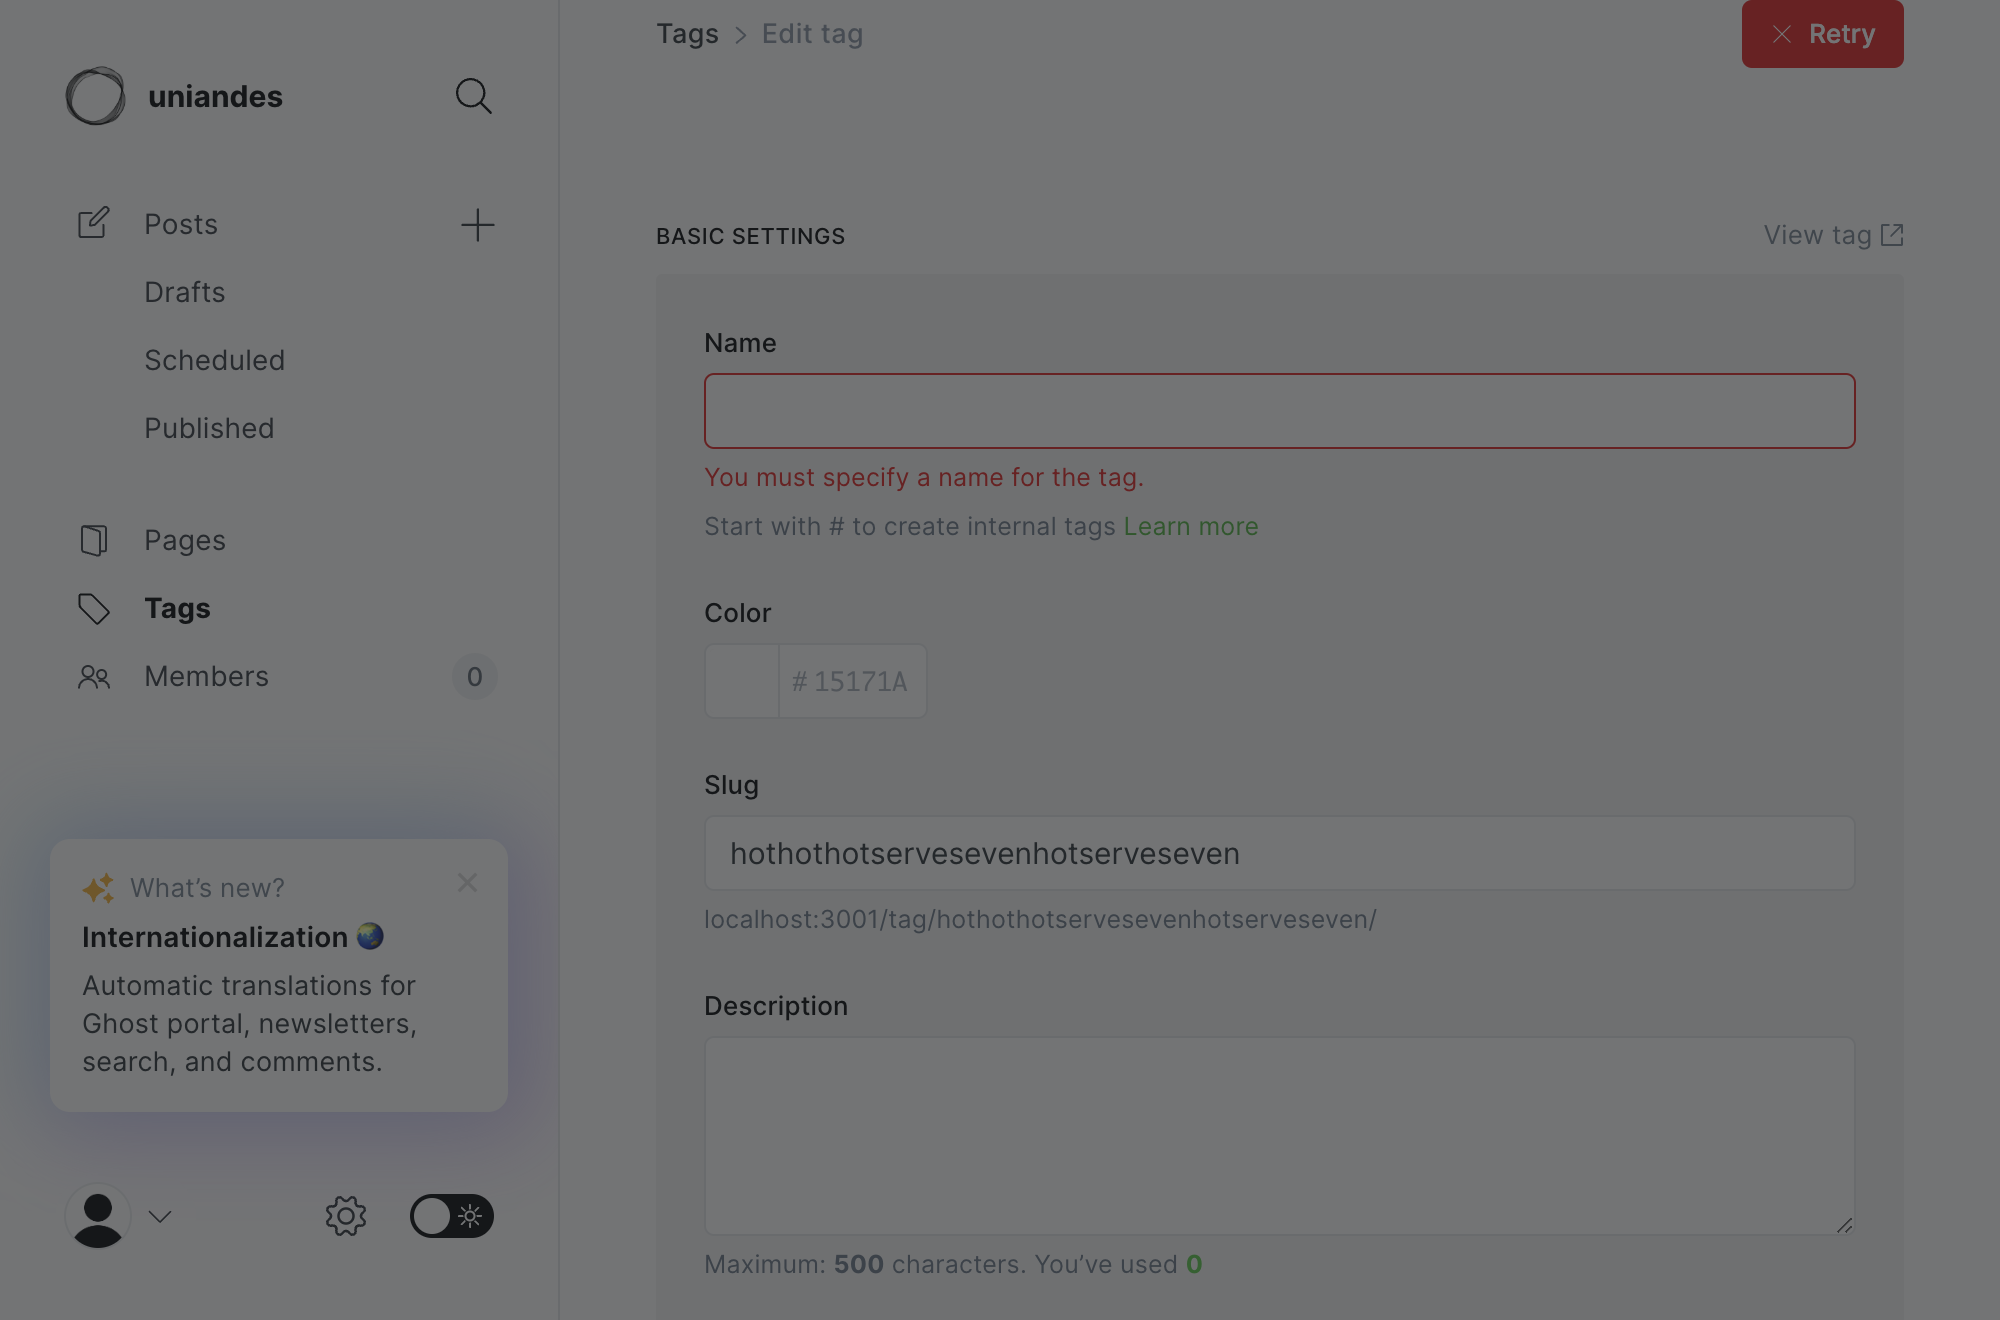 uniandes
Posts
Drafts
Scheduled
Published
Pages
Tags
Members
0
What's new?
Internationalization
Automatic translations for
Ghost portal, newsletters,
search, and comments.
Tags > Edit tag
Retry
BASIC SETTINGS
View tag
Name
You must specify a name for the tag.
Start with # to create internal tags Learn more
Color
# 15171A
Slug
hothothotservesevenhotserveseven
localhost:3001/tag/hothothotservesevenhotserveseven/
Description
Maximum: 500 characters. You've used 0